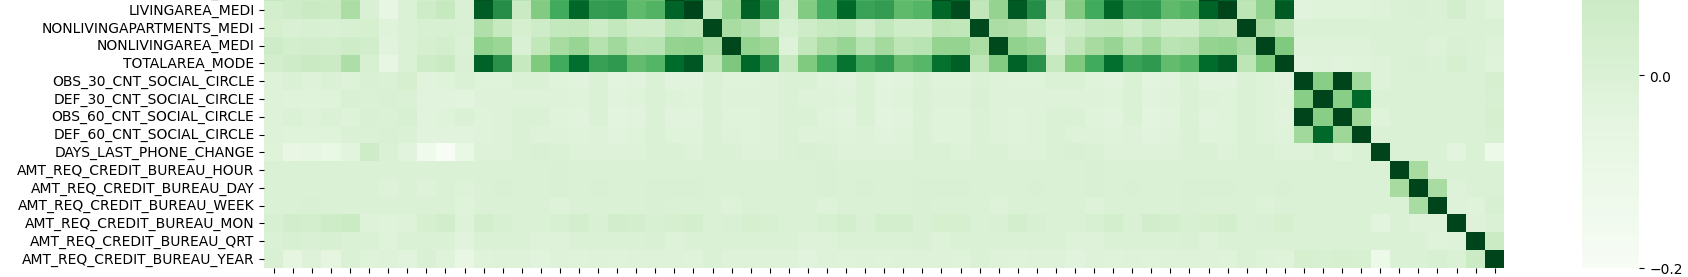 LIVINGAREA_MEDI
NONLIVINGAPARTMENTS_MEDI
NONLIVINGAREA_MEDI
TOTALAREA_MODE
OBS_30_CNT_SOCIAL_CIRCLE
DEF_30_CNT_SOCIAL_CIRCLE
OBS_60_CNT_SOCIAL_CIRCLE
DEF_60_CNT_SOCIAL_CIRCLE
DAYS_LAST_PHONE_CHANGE
AMT_REQ_CREDIT_BUREAU_HOUR
AMT_REQ_CREDIT_BUREAU_DAY
AMT_REQ_CREDIT_BUREAU_WEEK
AMT_REQ_CREDIT_BUREAU_MON
AMT_REQ_CREDIT_BUREAU_QRT
AMT_REQ_CREDIT_BUREAU_YEAR
0.0
−0.2